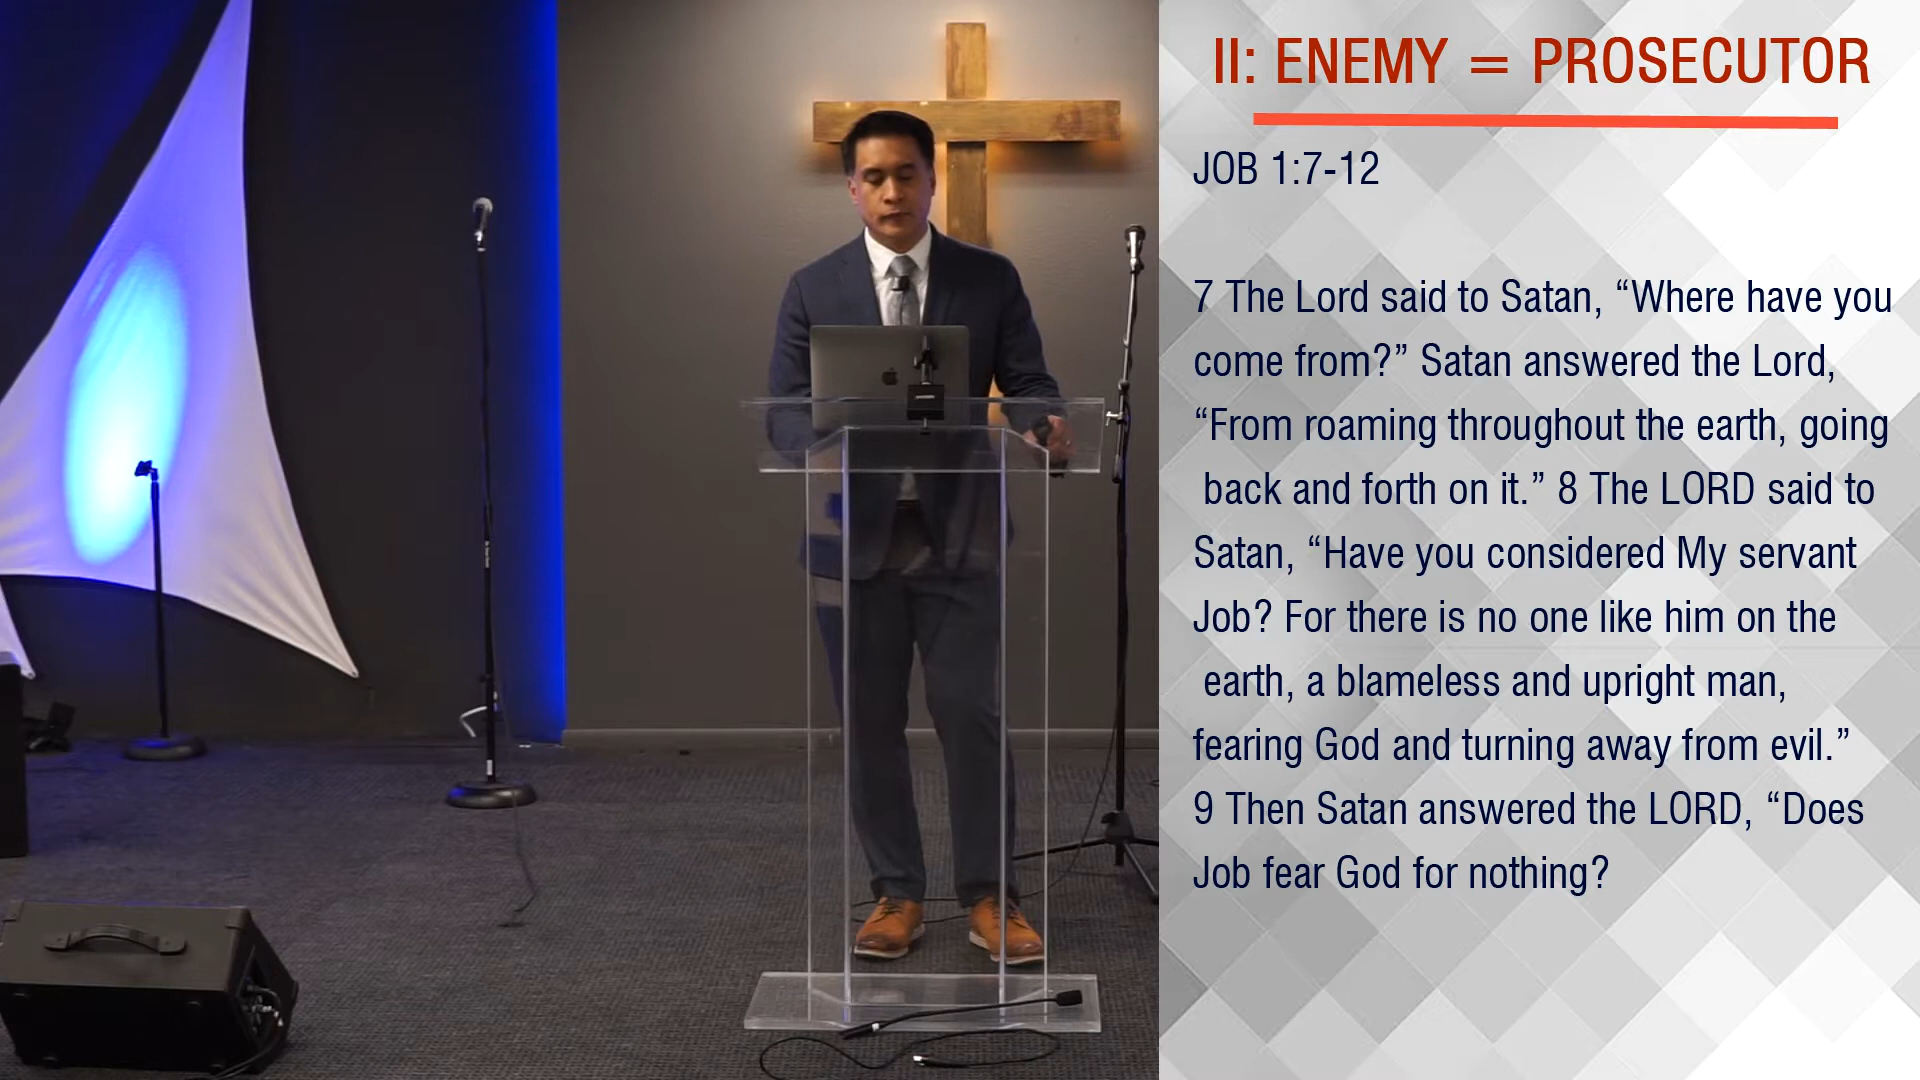 II: ENEMY = PROSECUTOR
JOB 1:7-12
7 The Lord said to Satan, “Where have you
come from?” Satan answered the Lord,
“From roaming throughout the earth, going
back and forth on it.” 8 The LORD said to
Satan, “Have you considered My servant
Job? For there is no one like him on the
earth, a blameless and upright man,
fearing God and turning away from evil.”
9 Then Satan answered the LORD, “Does
Job fear God for nothing?